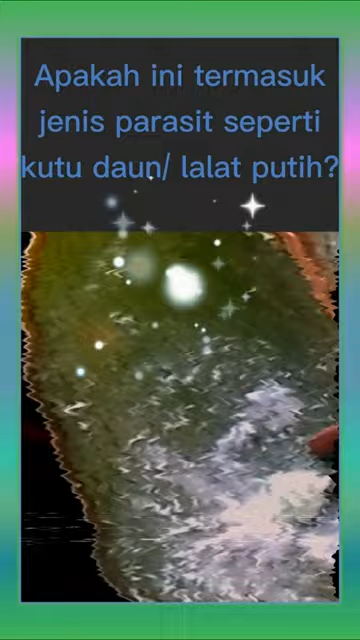 Apakah ini termasuk
jenis parasit seperti
kutu daun/ lalat putih?